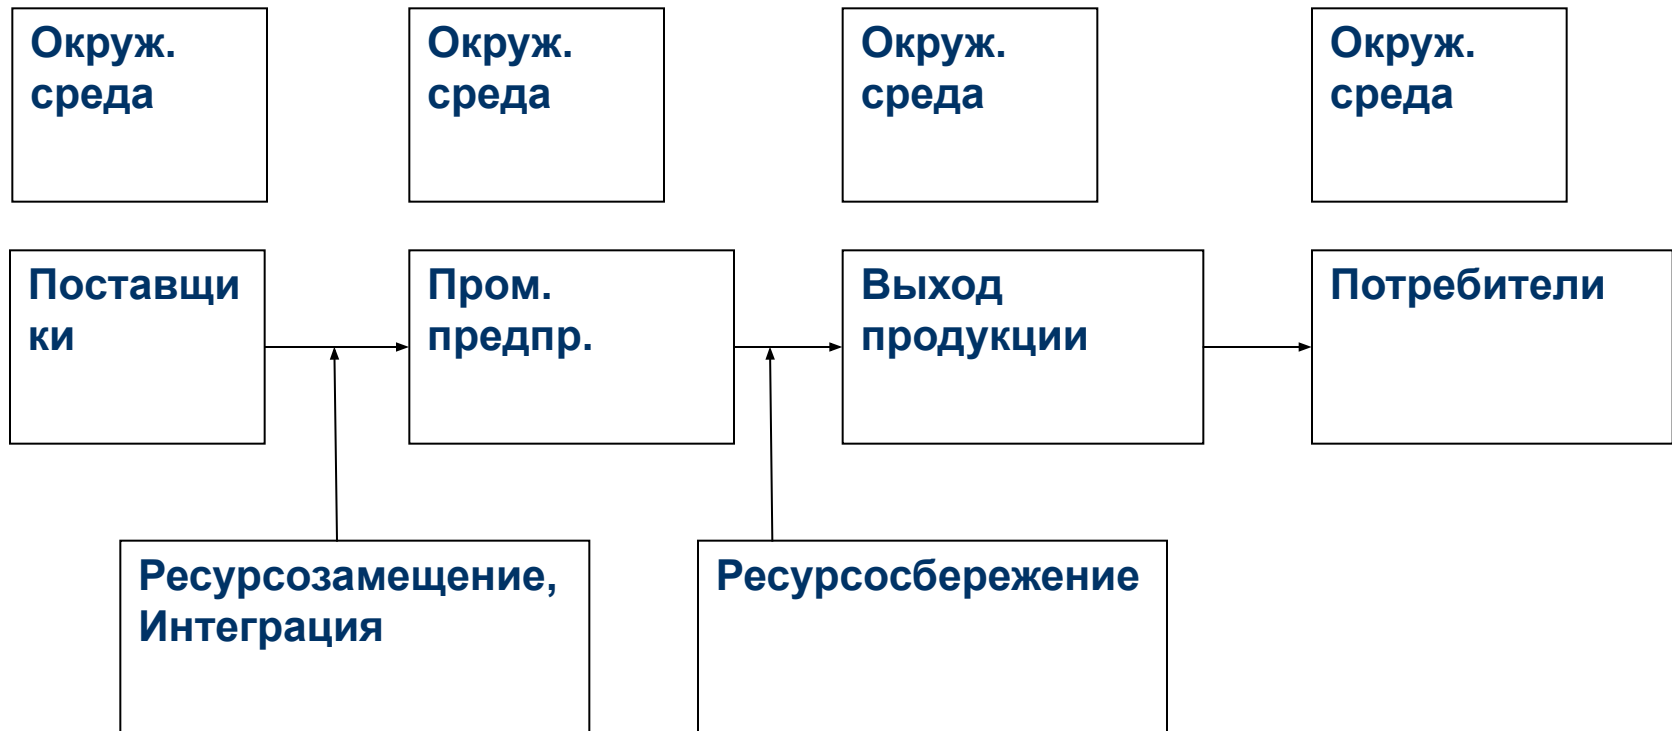 Окруж.
среда
Окруж.
среда
Окруж.
среда
Окруж.
среда
Поставщи
ки
Пром.
предпр.
Выход
продукции
Потребители
Ресурсозамещение,
Интеграция
Ресурсосбережение